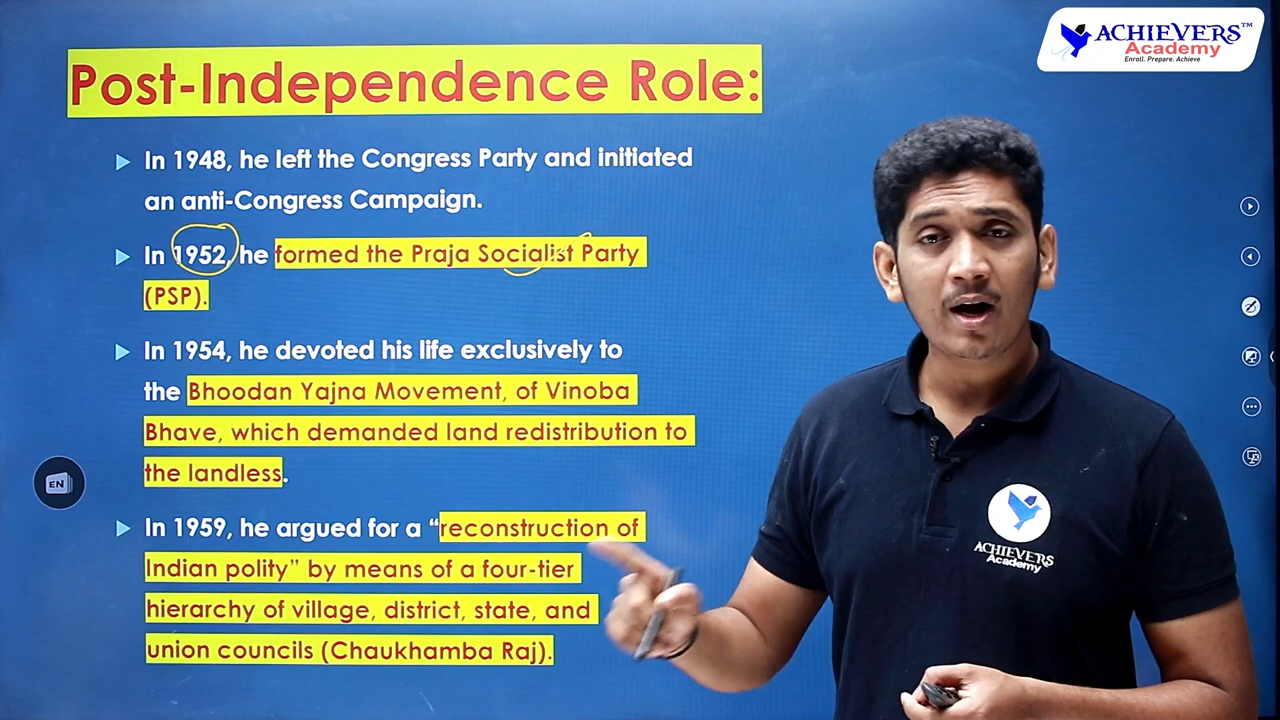 ACHIEVERS™
Academy
Enroll. Prepare. Achieve
Post-Independence Role:
In 1948, he left the Congress Party and initiated
an anti-Congress Campaign.
In 1952, he formed the Praja Socialist Party
(PSP).
In 1954, he devoted his life exclusively to
the Bhoodan Yajna Movement, of Vinoba
Bhave, which demanded land redistribution to
the landless.
In 1959, he argued for a “reconstruction of
Indian polity” by means of a four-tier
hierarchy of village, district, state, and
union councils (Chaukhamba Raj).
EN
ACHIEVERS
Academy